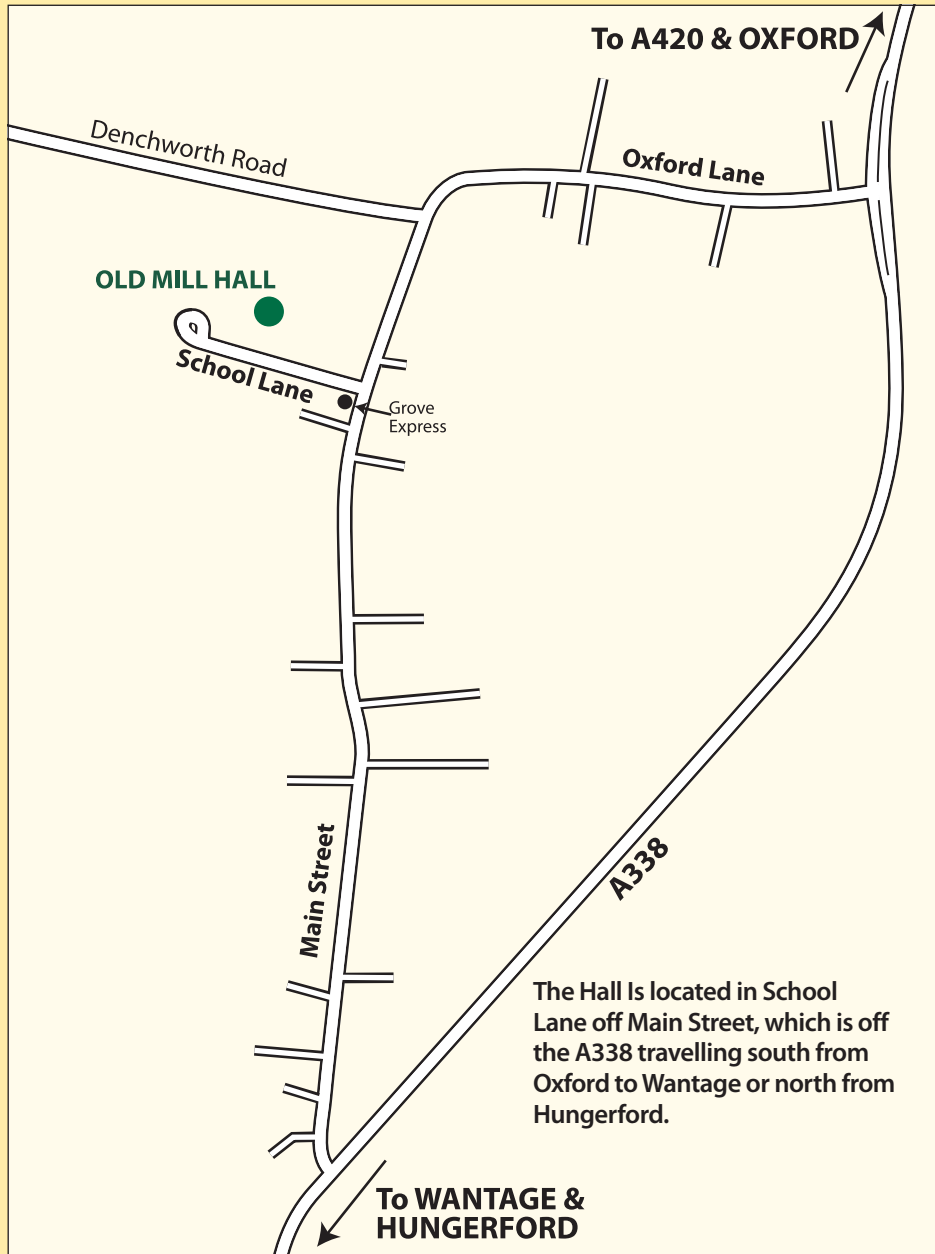 To A420 & OXFORD
Denchworth Road
Oxford Lane
OLD MILL HALL
School Lane
Grove
Express
Main Street
A338
The Hall Is located in School
Lane off Main Street, which is off
the A338 travelling south from
Oxford to Wantage or north from
Hungerford.
To WANTAGE &
HUNGERFORD